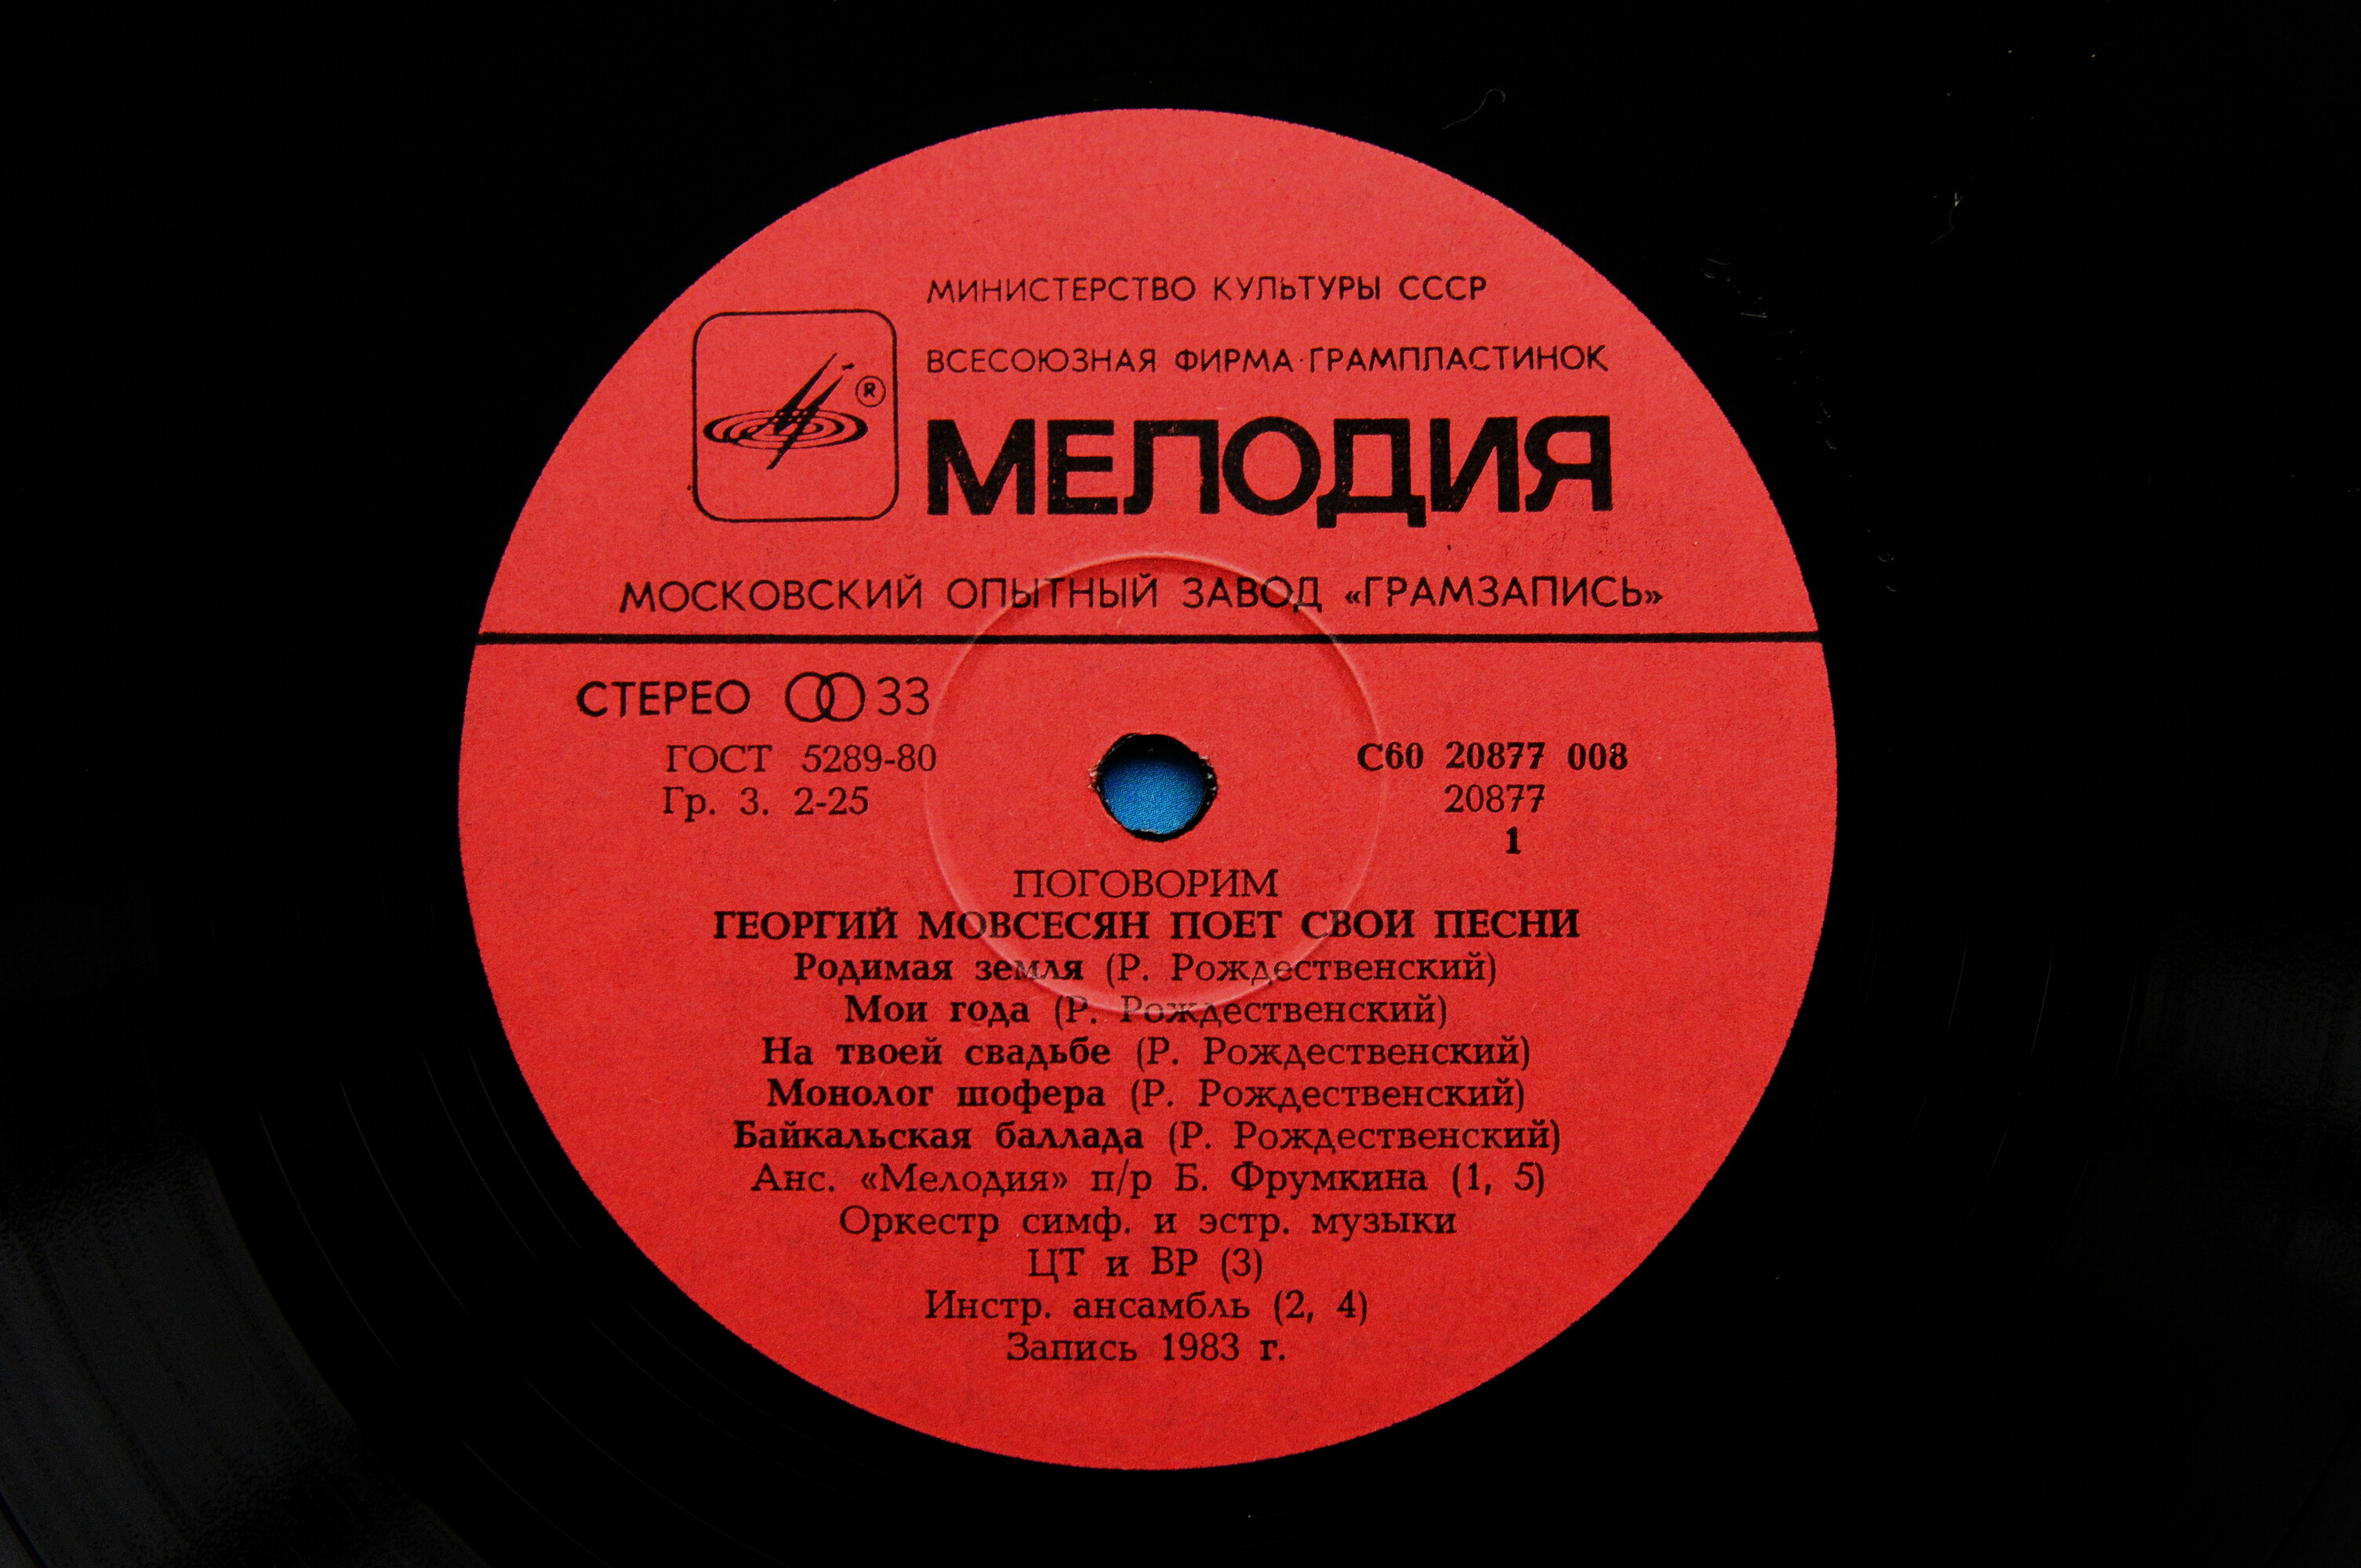 МИНИСТЕРСТВО КУЛЬТУРЫ СССР
ВСЕСОЮЗНАЯ ФИРМА ГРАМПЛАСТИНОК
®
МЕЛОДИЯ
МОСКОВСКИЙ ОПЫТНЫЙ ЗАВОД «ГРАМЗАПИСЬ»
СТЕРЕО 33
ГОСТ 5289-80
Гр. 3. 2-25
С60 20877 008
20877
1
ПОГОВОРИМ
ГЕОРГИЙ МОВСЕСЯН ПОЕТ СВОИ ПЕСНИ
Родимая земля (Р. Рождественский)
Мои года (Р. Рождественский)
На твоей свадьбе (Р. Рождественский)
Монолог шофера (Р. Рождественский)
Байкальская баллада (Р. Рождественский)
Анс. «Мелодия» п/р Б. Фрумкина (1, 5)
Оркестр симф. и эстр. музыки
ЦТ и ВР (3)
Инстр. ансамбль (2, 4)
Запись 1983 г.